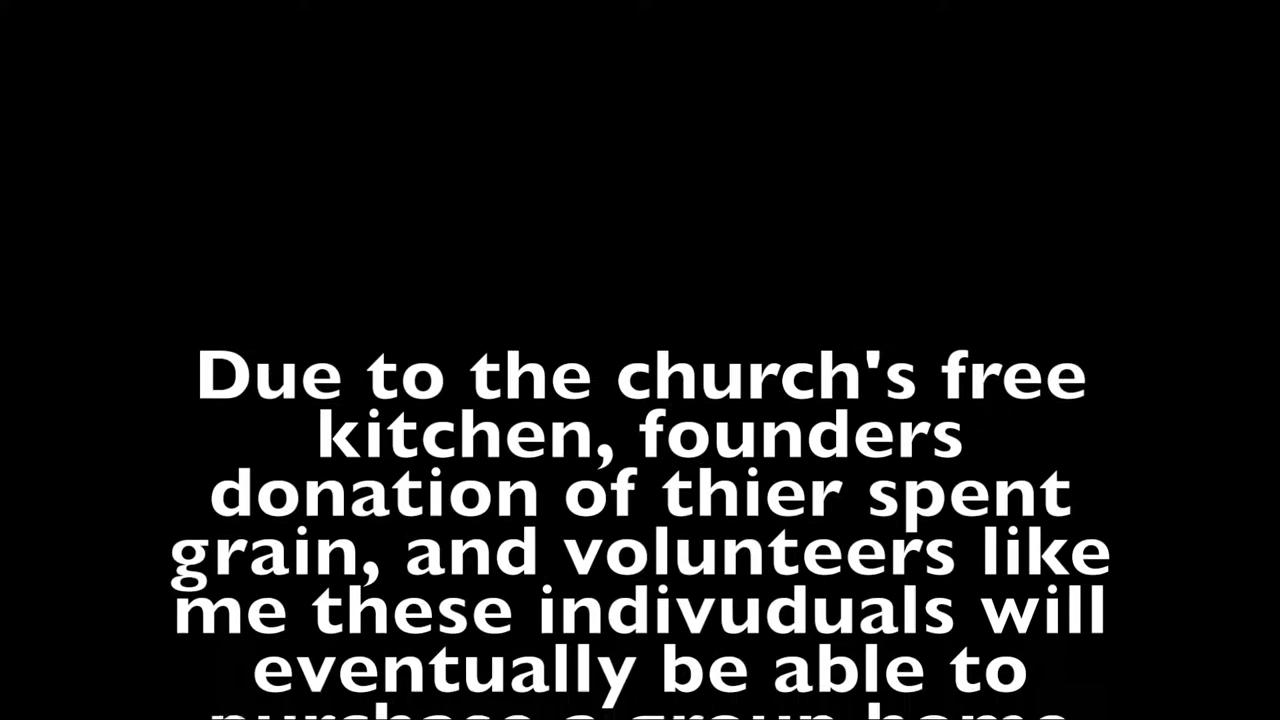 Due to the church's free
kitchen, founders
donation of thier spent
grain, and volunteers like
me these indivuduals will
eventually be able to
purchase a group home